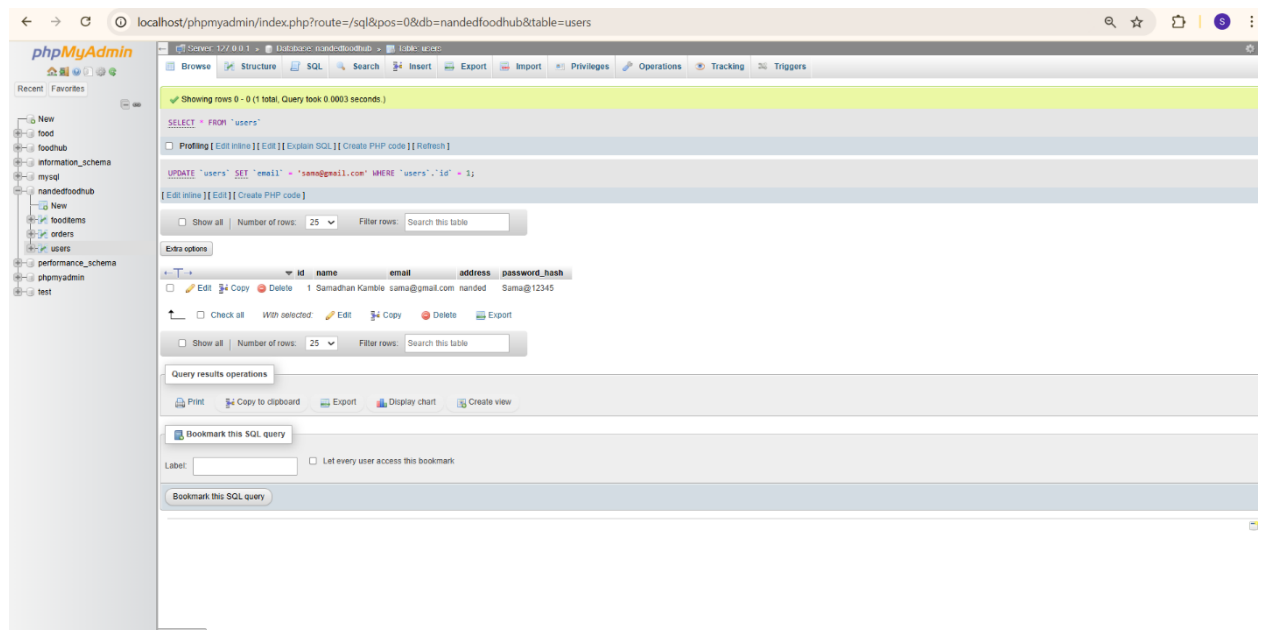 localhost/phpmyadmin/index.php?route=/sql&pos=0&db=nandedfoodhub&table=users
S
phpMyAdmin
Recent Favorites
New
food
foodhub
information_schema
mysql
nandedfoodhub
New
fooditems
orders
users
performance_schema
phpmyadmin
test
Server: 127.0.0.1 » Database: nandedfoodhub » Table: users
Browse Structure SQL Search Insert Export Import Privileges Operations Tracking Triggers
Showing rows 0 - 0 (1 total, Query took 0.0003 seconds.)
SELECT * FROM `users`
Profiling [ Edit inline ] [ Edit ] [ Explain SQL ] [ Create PHP code ] [ Refresh ]
UPDATE `users` SET `email` = 'sama@gmail.com' WHERE `users`.`id` = 1;
[ Edit inline ] [ Edit ] [ Create PHP code ]
Show all | Number of rows: 25 Filter rows: Search this table
Extra options
id name email address password_hash
Edit Copy Delete 1 Samadhan Kamble sama@gmail.com nanded Sama@12345
Check all With selected: Edit Copy Delete Export
Show all | Number of rows: 25 Filter rows: Search this table
Query results operations
Print Copy to clipboard Export Display chart Create view
Bookmark this SQL query
Label: Let every user access this bookmark
Bookmark this SQL query